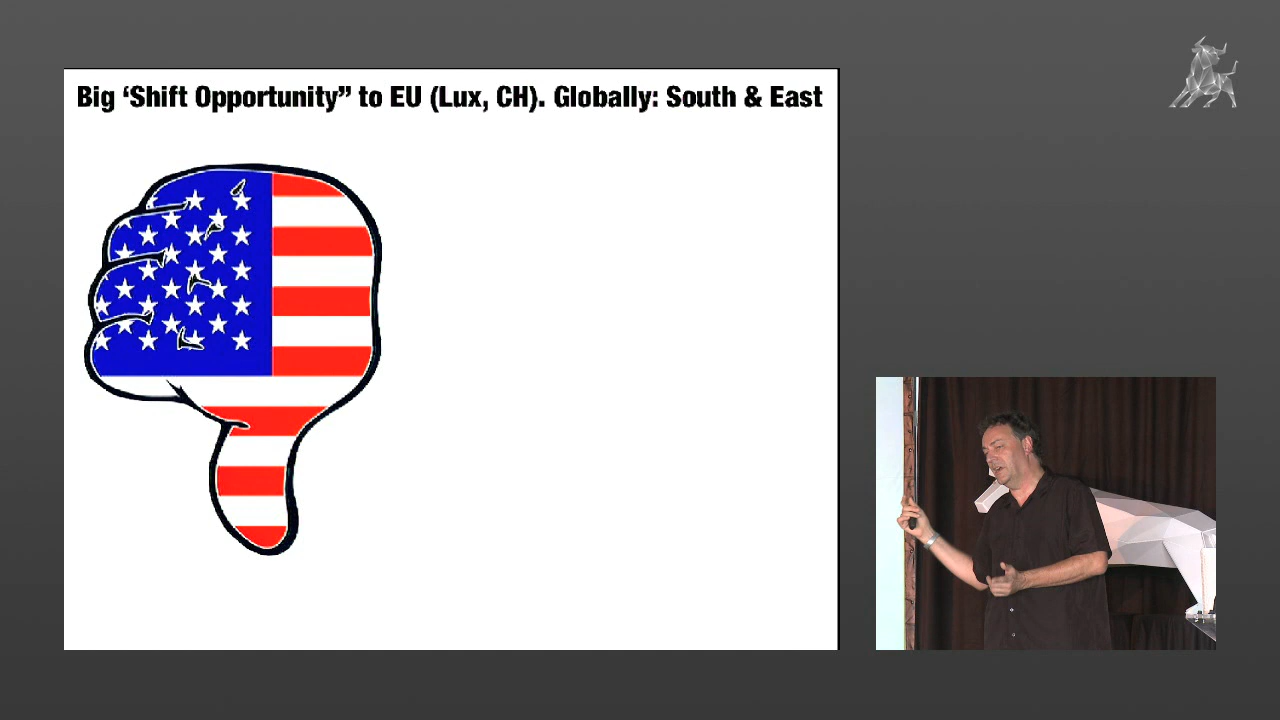 Big ‘Shift Opportunity” to EU (Lux, CH). Globally: South & East